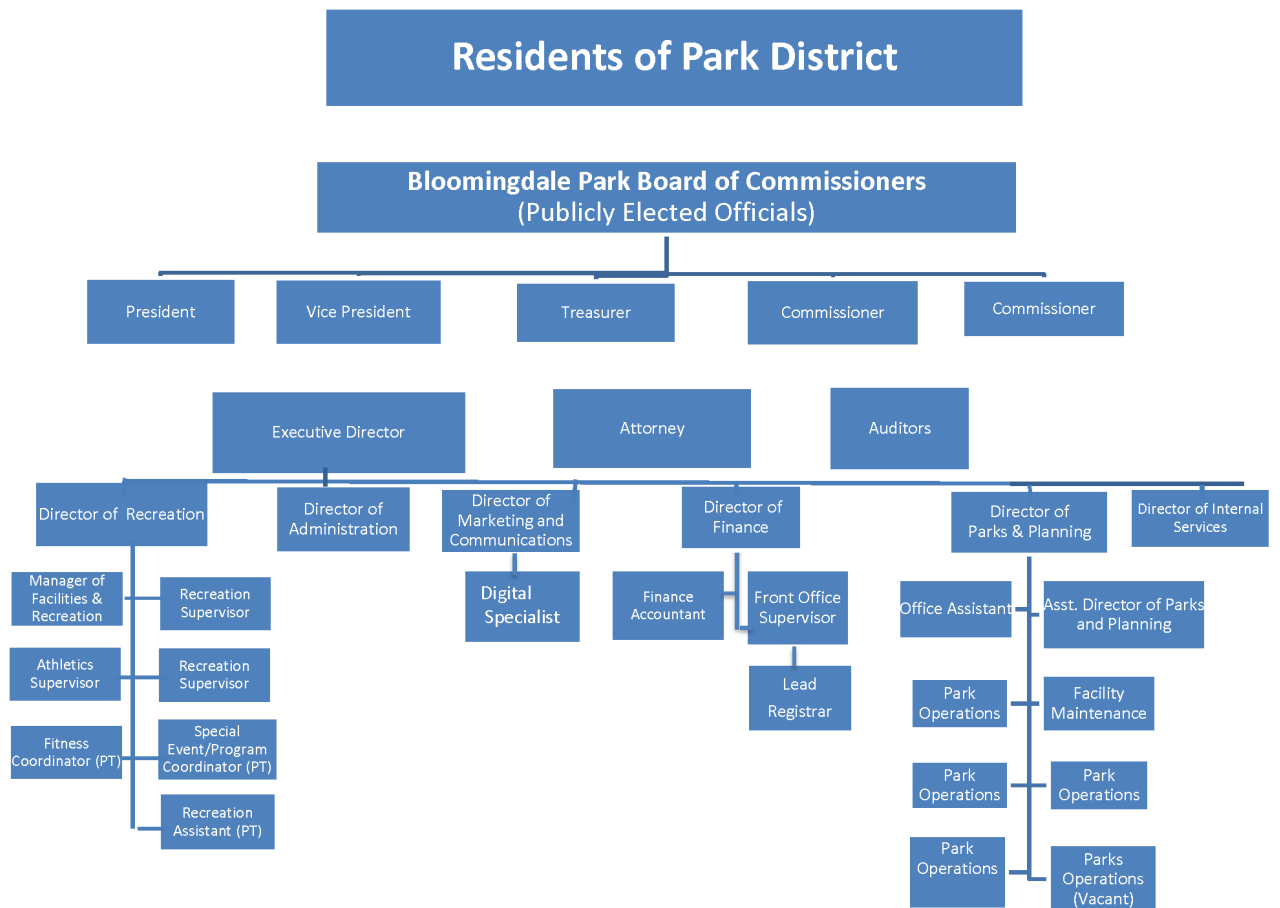 Residents of Park District
Bloomingdale Park Board of Commissioners
(Publicly Elected Officials)
President
Vice President
Treasurer
Commissioner
Commissioner
Executive Director
Attorney
Auditors
Director of Recreation
Director of
Administration
Director of
Marketing and
Communications
Director of
Finance
Director of
Parks & Planning
Director of Internal
Services
Manager of
Facilities &
Recreation
Recreation
Supervisor
Athletics
Supervisor
Recreation
Supervisor
Fitness
Coordinator (PT)
Special
Event/Program
Coordinator (PT)
Recreation
Assistant (PT)
Digital
Specialist
Finance
Accountant
Front Office
Supervisor
Lead
Registrar
Office Assistant
Asst. Director of Parks
and Planning
Park
Operations
Facility
Maintenance
Park
Operations
Park
Operations
Park
Operations
Parks
Operations
(Vacant)